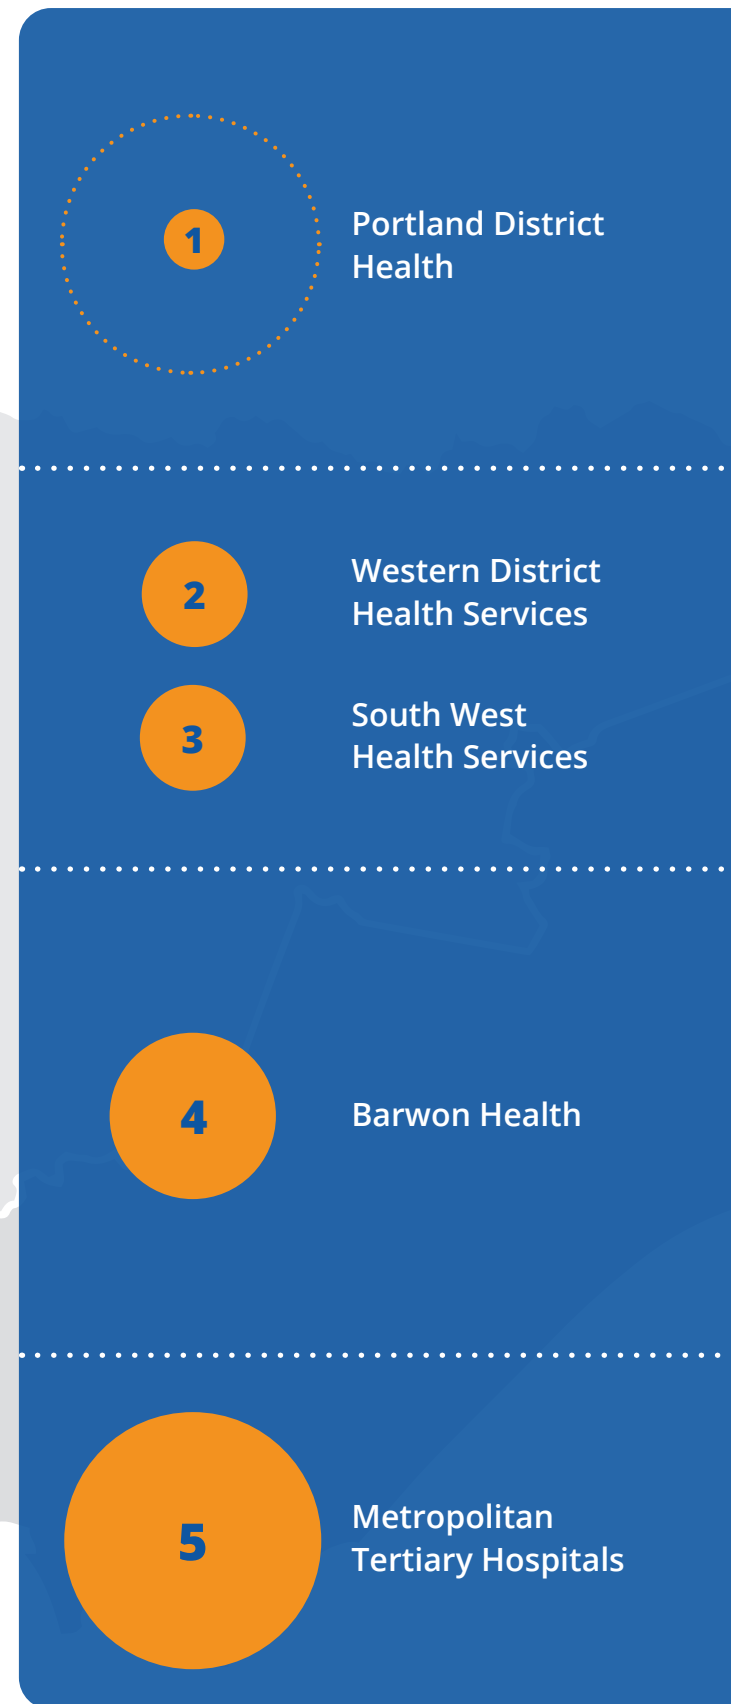 1
Portland District
Health
2
Western District
Health Services
3
South West
Health Services
4
Barwon Health
5
Metropolitan
Tertiary Hospitals